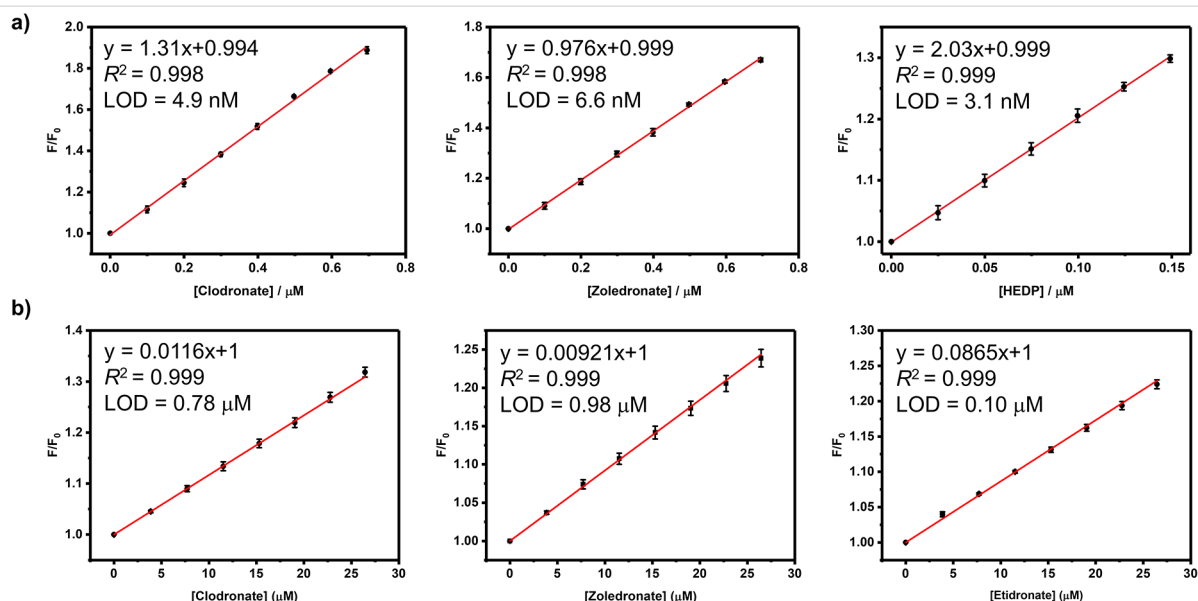 a)
y = 1.31x+0.994
R² = 0.998
LOD = 4.9 nM
F/F₀
2.0
1.8
1.6
1.4
1.2
1.0
0.0 0.2 0.4 0.6 0.8
[Clodronate] / μM
y = 0.976x+0.999
R² = 0.998
LOD = 6.6 nM
F/F₀
1.8
1.6
1.4
1.2
1.0
0.0 0.2 0.4 0.6 0.8
[Zoledronate] / μM
y = 2.03x+0.999
R² = 0.999
LOD = 3.1 nM
F/F₀
1.3
1.2
1.1
1.0
0.00 0.05 0.10 0.15
[HEDP] / μM
b)
y = 0.0116x+1
R² = 0.999
LOD = 0.78 μM
F/F₀
1.4
1.3
1.2
1.1
1.0
0 5 10 15 20 25 30
[Clodronate] (μM)
y = 0.00921x+1
R² = 0.999
LOD = 0.98 μM
F/F₀
1.25
1.20
1.15
1.10
1.05
1.00
0 5 10 15 20 25 30
[Zoledronate] (μM)
y = 0.0865x+1
R² = 0.999
LOD = 0.10 μM
F/F₀
1.30
1.25
1.20
1.15
1.10
1.05
1.00
0 5 10 15 20 25 30
[Etidronate] (μM)